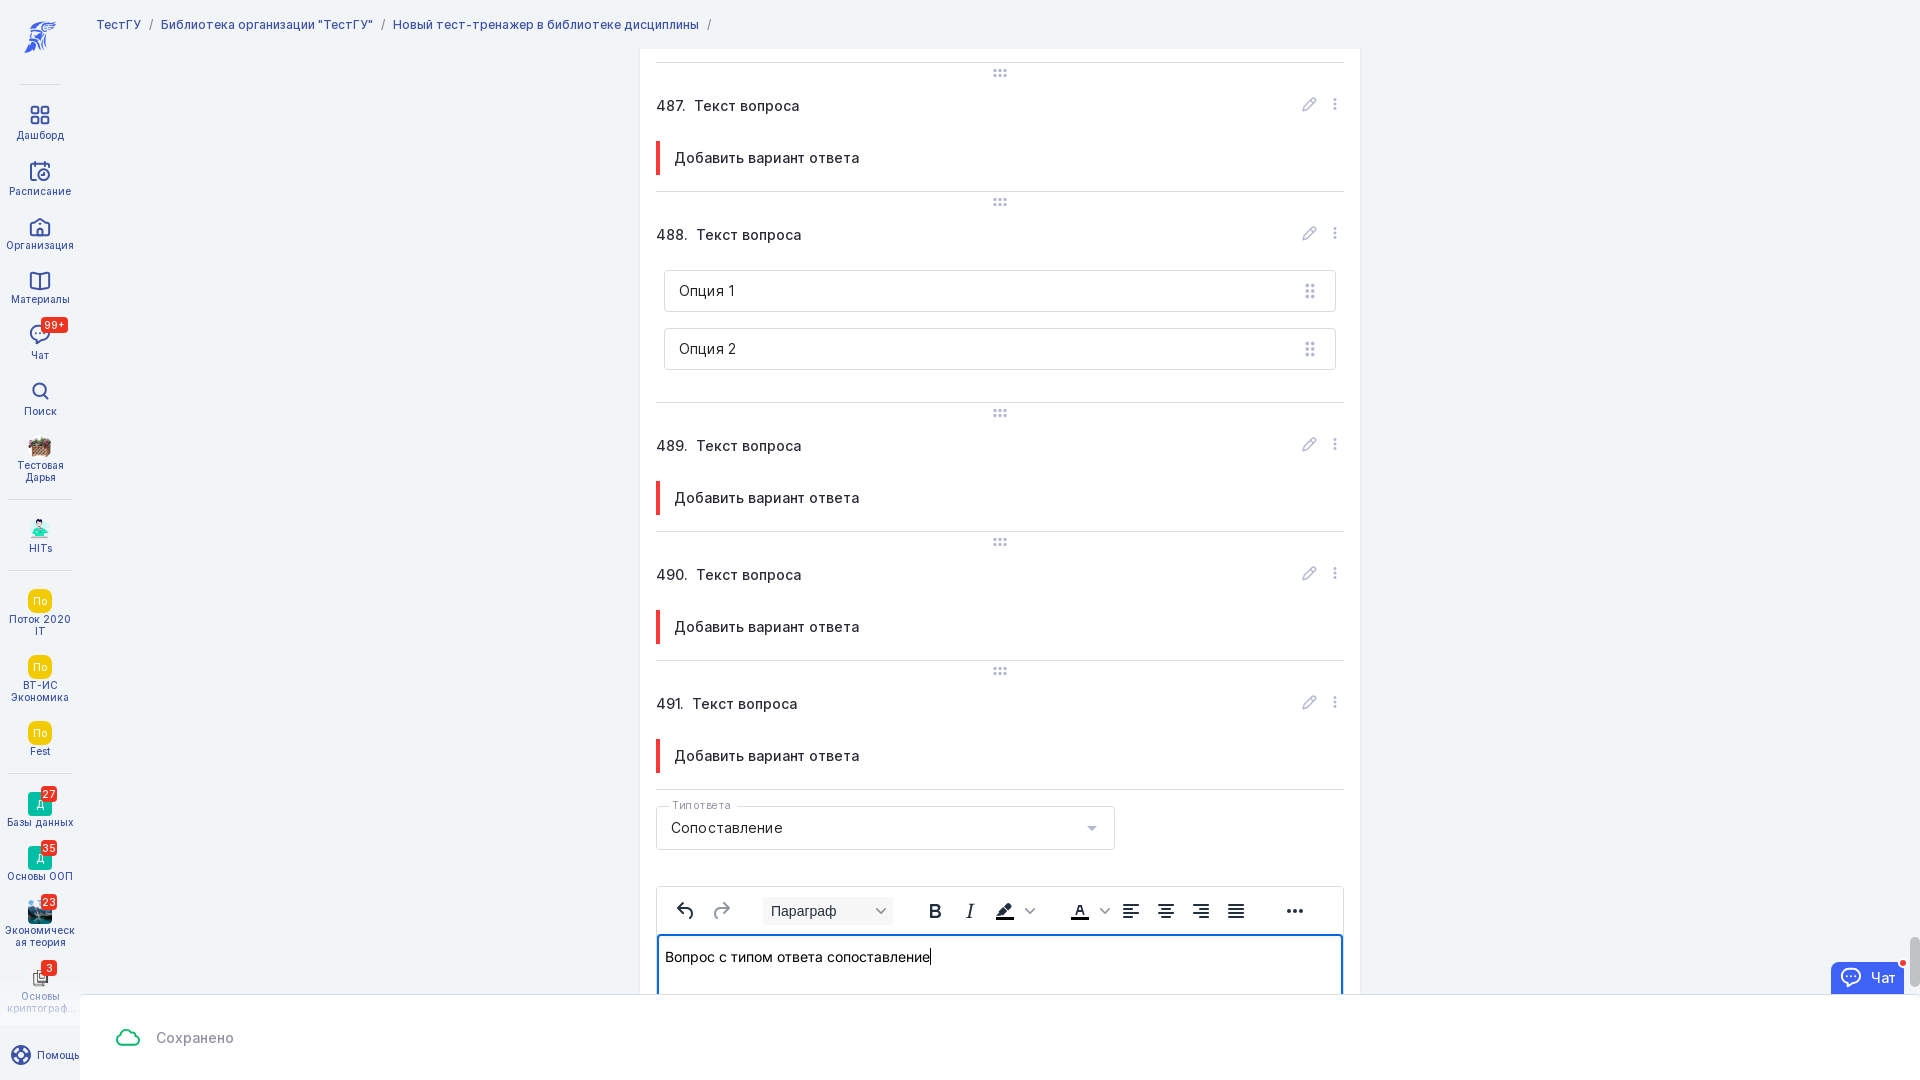 ТестГУ / Библиотека организации "ТестГУ" / Новый тест-тренажер в библиотеке дисциплины /
Дашборд
Расписание
Организация
Материалы
99+
Чат
Поиск
Тестовая
Дарья
HITs
По
Поток 2020
IT
По
ВТ-ИС
Экономика
По
Fest
27
Д
Базы данных
35
Д
Основы ООП
23
Экономическ
ая теория
3
Основы
криптограф...
Помощь
487. Текст вопроса
Добавить вариант ответа
488. Текст вопроса
Опция 1
Опция 2
489. Текст вопроса
Добавить вариант ответа
490. Текст вопроса
Добавить вариант ответа
491. Текст вопроса
Добавить вариант ответа
Тип ответа
Сопоставление
Параграф
B I A
Вопрос с типом ответа сопоставление
Чат
Сохранено